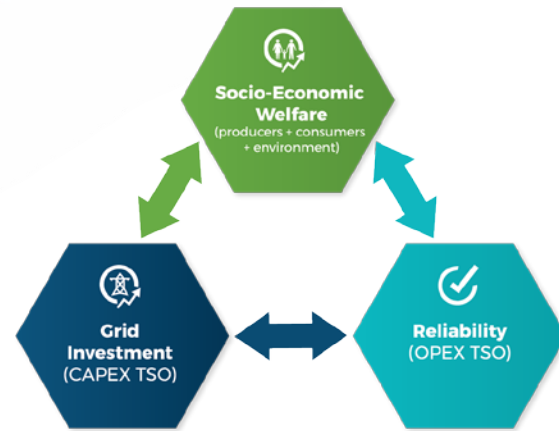 Socio-Economic
Welfare
(producers + consumers
+ environment)
Grid
Investment
(CAPEX TSO)
Reliability
(OPEX TSO)